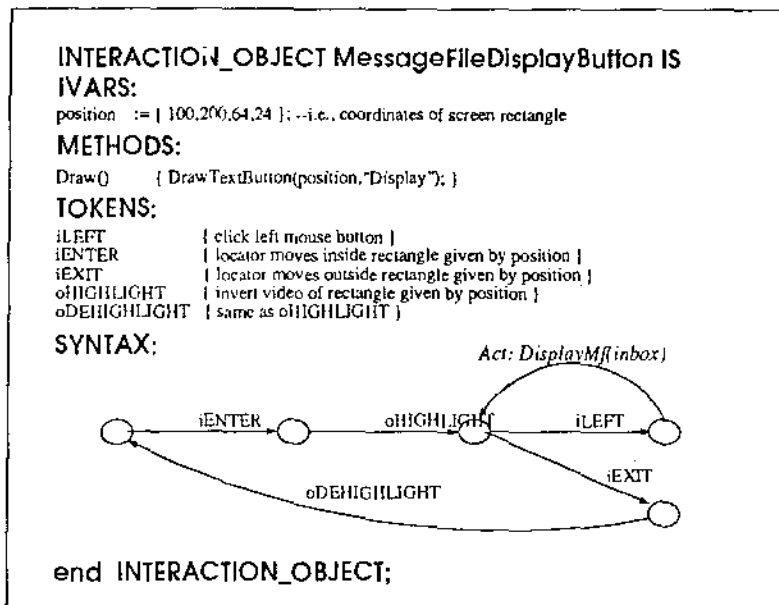 INTERACTION_OBJECT MessageFileDisplayButton IS
IVARS:
position := { 100,200,64,24 }; --i.e., coordinates of screen rectangle
METHODS:
Draw() { DrawTextButton(position,"Display"); }
TOKENS:
iLEFT { click left mouse button }
iENTER { locator moves inside rectangle given by position }
iEXIT { locator moves outside rectangle given by position }
oHIGHLIGHT { invert video of rectangle given by position }
oDEHIGHLIGHT { same as oHIGHLIGHT }
SYNTAX:
Act: DisplayMf(inbox)
iENTER
oHIGHLIGHT
iLEFT
iEXIT
oDEHIGHLIGHT
end INTERACTION_OBJECT;